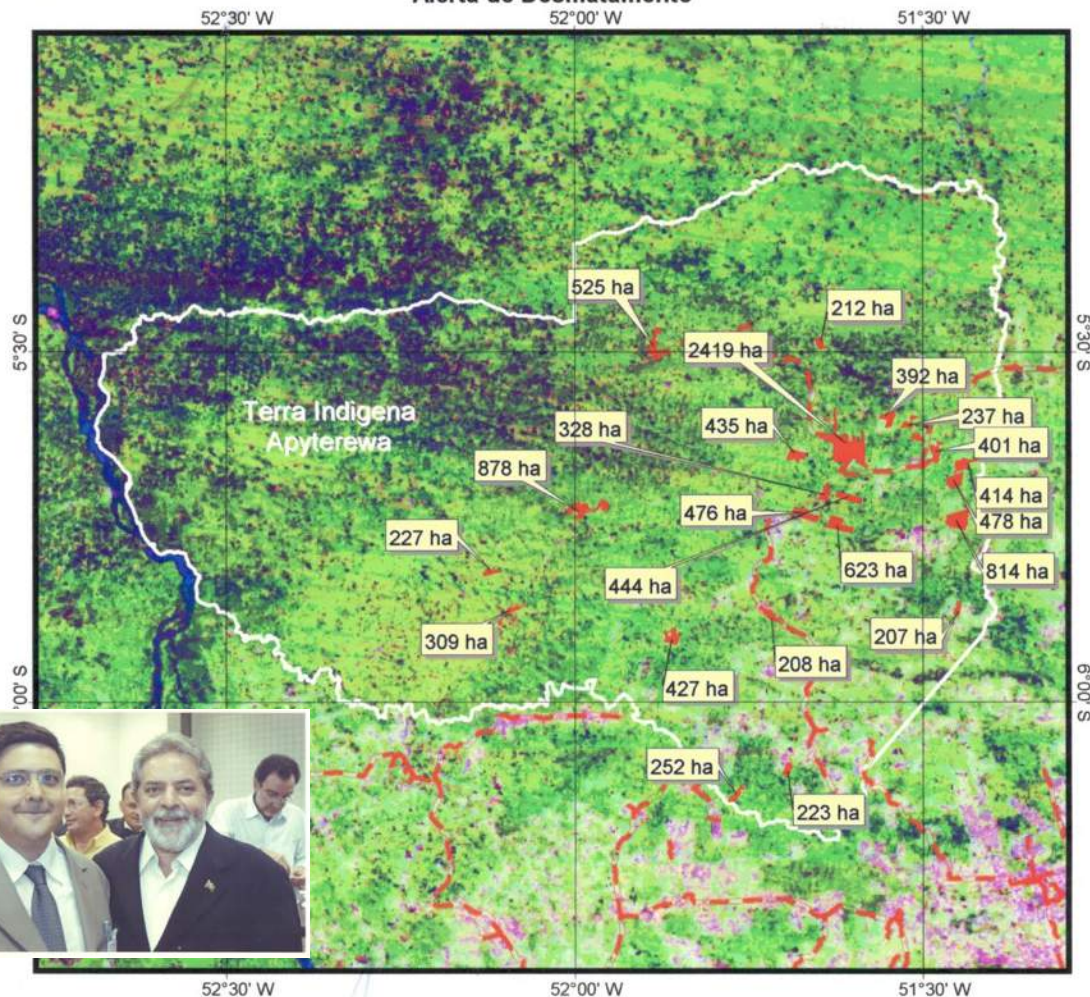 Alerta de Desmatamento
52°30' W
52°00' W
51°30' W
5°30' S
5°30' S
525 ha
212 ha
2419 ha
392 ha
Terra Indigena
Apyterewa
328 ha
435 ha
237 ha
401 ha
878 ha
414 ha
476 ha
478 ha
227 ha
444 ha
623 ha
814 ha
309 ha
207 ha
208 ha
427 ha
00' S
6°00' S
252 ha
223 ha
52°30' W
52°00' W
51°30' W